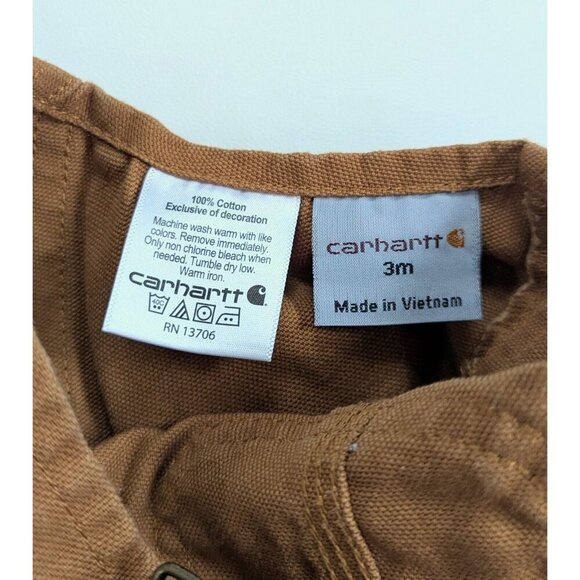 100% Cotton
Exclusive of decoration
Machine wash warm with like
colors. Remove immediately.
Only non chlorine bleach when
needed. Tumble dry low.
Warm iron.
carhartt
40C
RN 13706
carhartt
3m
Made in Vietnam